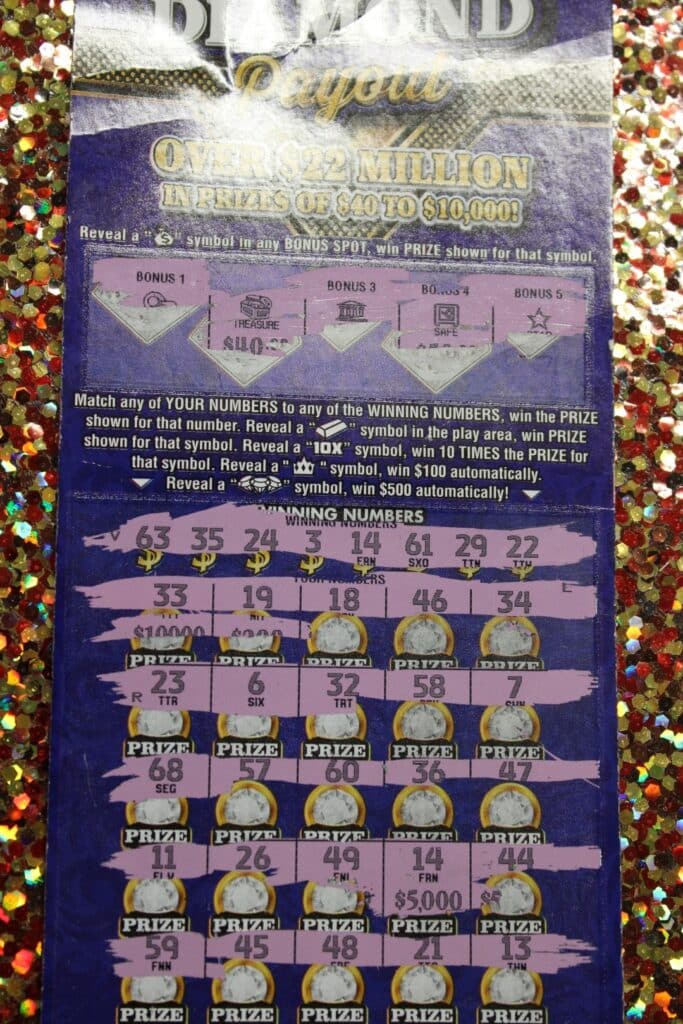 DIAMOND
Payout
OVER $22 MILLION
IN PRIZES OF $40 TO $10,000!
Reveal a " " symbol in any BONUS SPOT, win PRIZE shown for that symbol.
BONUS 1 BONUS 3 BONUS 4 BONUS 5
TREASURE SAFE
$40.00
Match any of YOUR NUMBERS to any of the WINNING NUMBERS, win the PRIZE
shown for that number. Reveal a " " symbol in the play area, win PRIZE
shown for that symbol. Reveal a "10X" symbol, win 10 TIMES the PRIZE for
that symbol. Reveal a " " symbol, win $100 automatically.
Reveal a " " symbol, win $500 automatically!
WINNING NUMBERS
WINNING NUMBERS
V 63 35 24 3 14 61 29 22
FRN SXO TTN
YOUR NUMBERS E
33 19 18 46 34
$10000
PRIZE PRIZE PRIZE PRIZE PRIZE
R 23 6 32 58 7
TTR SIX TRT
PRIZE PRIZE PRIZE PRIZE PRIZE
68 57 60 36 47
SEG
PRIZE PRIZE PRIZE PRIZE PRIZE
11 26 49 14 44
ELV FRN
$5,000
PRIZE PRIZE PRIZE PRIZE
59 45 48 21 13
FNN THN
PRIZE PRIZE PRIZE PRIZE PRIZE